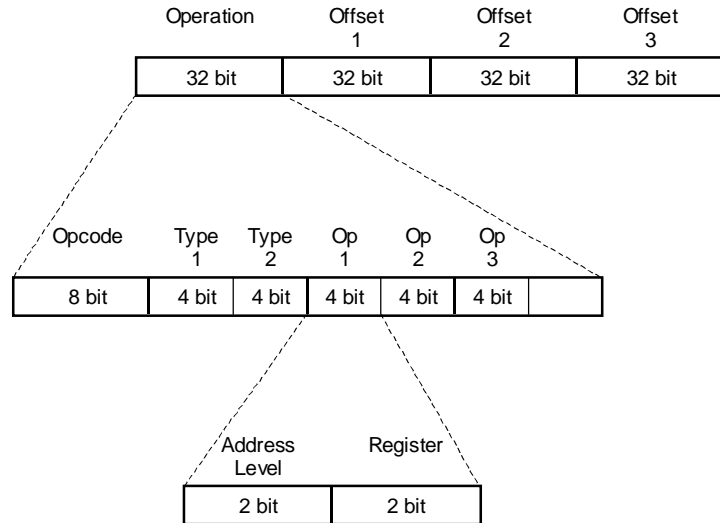 Operation Offset Offset Offset
1 2 3
32 bit 32 bit 32 bit 32 bit
Opcode Type Type Op Op Op
1 2 1 2 3
8 bit 4 bit 4 bit 4 bit 4 bit 4 bit
Address Register
Level
2 bit 2 bit